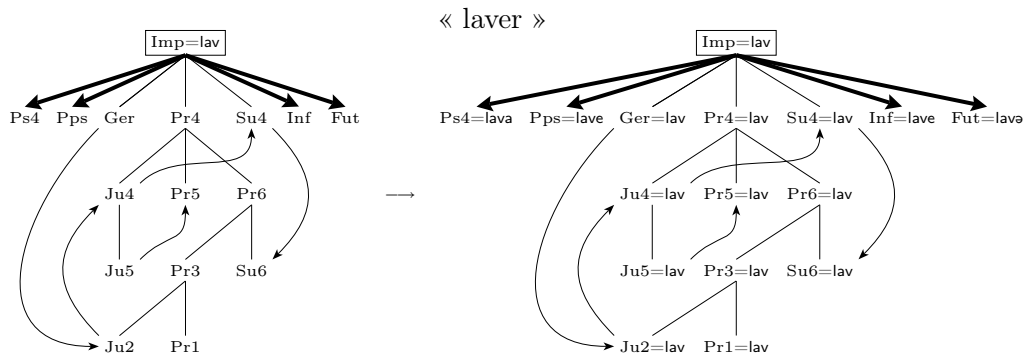 « laver »
Imp=lav Imp=lav
Ps4 Pps Ger Pr4 Su4 Inf Fut Ps4=lava Pps=lave Ger=lav Pr4=lav Su4=lav Inf=lave Fut=lavə
Ju4 Pr5 Pr6 → Ju4=lav Pr5=lav Pr6=lav
Ju5 Pr3 Su6 Ju5=lav Pr3=lav Su6=lav
Ju2 Pr1 Ju2=lav Pr1=lav